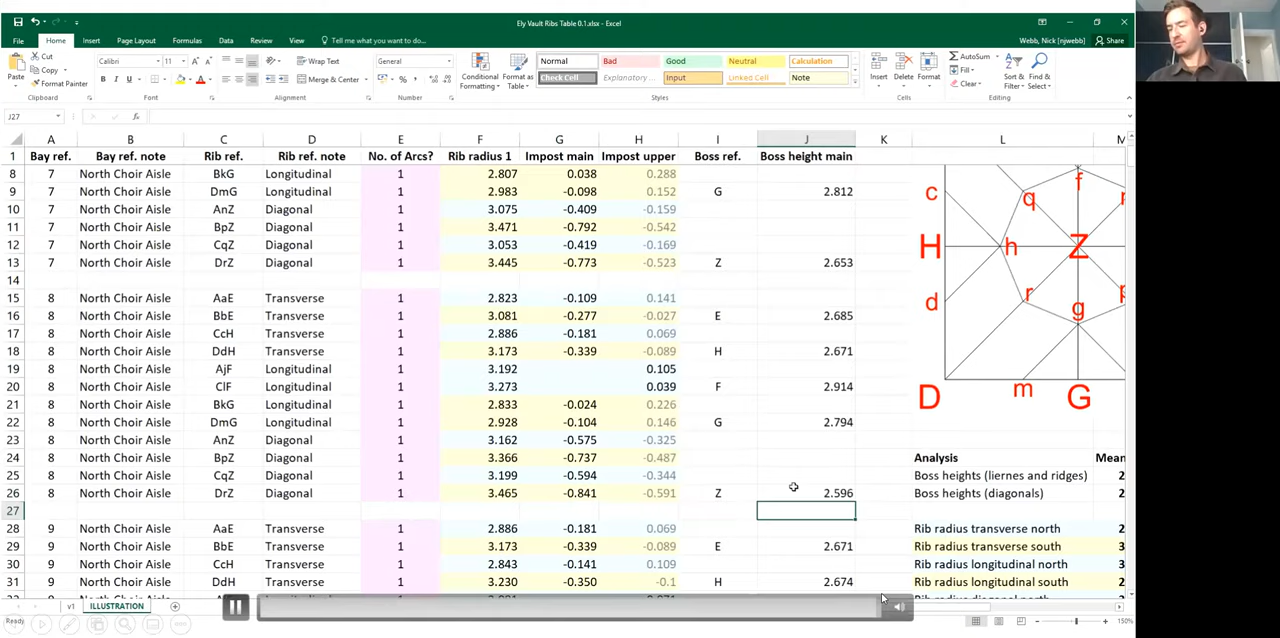 Ely Vault Ribs Table 0.1.xlsx - Excel
File Home Insert Page Layout Formulas Data Review View Tell me what you want to do... Webb, Nick (njwebb) Share
Cut Calibri 11 Wrap Text General Normal Bad Good Neutral Calculation AutoSum
Copy Fill
Paste Format Painter Merge & Center Conditional Formatting Format as Table Check Cell Explanatory ... Input Linked Cell Note Insert Delete Format Clear Sort & Filter Find & Select
Clipboard Font Alignment Number Styles Cells Editing
J27 fx
A B C D E F G H I J K L M
1 Bay ref. Bay ref. note Rib ref. Rib ref. note No. of Arcs? Rib radius 1 Impost main Impost upper Boss ref. Boss height main
8 7 North Choir Aisle BkG Longitudinal 1 2.807 0.038 0.288
9 7 North Choir Aisle DmG Longitudinal 1 2.983 -0.098 0.152 G 2.812
10 7 North Choir Aisle AnZ Diagonal 1 3.075 -0.409 -0.159
11 7 North Choir Aisle BpZ Diagonal 1 3.471 -0.792 -0.542
12 7 North Choir Aisle CqZ Diagonal 1 3.053 -0.419 -0.169
13 7 North Choir Aisle DrZ Diagonal 1 3.445 -0.773 -0.523 Z 2.653
14
15 8 North Choir Aisle AaE Transverse 1 2.823 -0.109 0.141
16 8 North Choir Aisle BbE Transverse 1 3.081 -0.277 -0.027 E 2.685
17 8 North Choir Aisle CcH Transverse 1 2.886 -0.181 0.069
18 8 North Choir Aisle DdH Transverse 1 3.173 -0.339 -0.089 H 2.671
19 8 North Choir Aisle AjF Longitudinal 1 3.192 0.105
20 8 North Choir Aisle ClF Longitudinal 1 3.273 0.039 F 2.914
21 8 North Choir Aisle BkG Longitudinal 1 2.833 -0.024 0.226
22 8 North Choir Aisle DmG Longitudinal 1 2.928 -0.104 0.146 G 2.794
23 8 North Choir Aisle AnZ Diagonal 1 3.162 -0.575 -0.325
24 8 North Choir Aisle BpZ Diagonal 1 3.366 -0.737 -0.487
25 8 North Choir Aisle CqZ Diagonal 1 3.199 -0.594 -0.344
26 8 North Choir Aisle DrZ Diagonal 1 3.465 -0.841 -0.591 Z 2.596
27
28 9 North Choir Aisle AaE Transverse 1 2.886 -0.181 0.069
29 9 North Choir Aisle BbE Transverse 1 3.173 -0.339 -0.089 E 2.671
30 9 North Choir Aisle CcH Transverse 1 2.843 -0.141 0.109
31 9 North Choir Aisle DdH Transverse 1 3.230 -0.350 -0.1 H 2.674
f
c q
H h Z
d r
g
D m G
Analysis Mean
Boss heights (liernes and ridges) 2
Boss heights (diagonals) 2
Rib radius transverse north 2
Rib radius transverse south 3
Rib radius longitudinal north 3
Rib radius longitudinal south 2
v1 ILLUSTRATION
150%